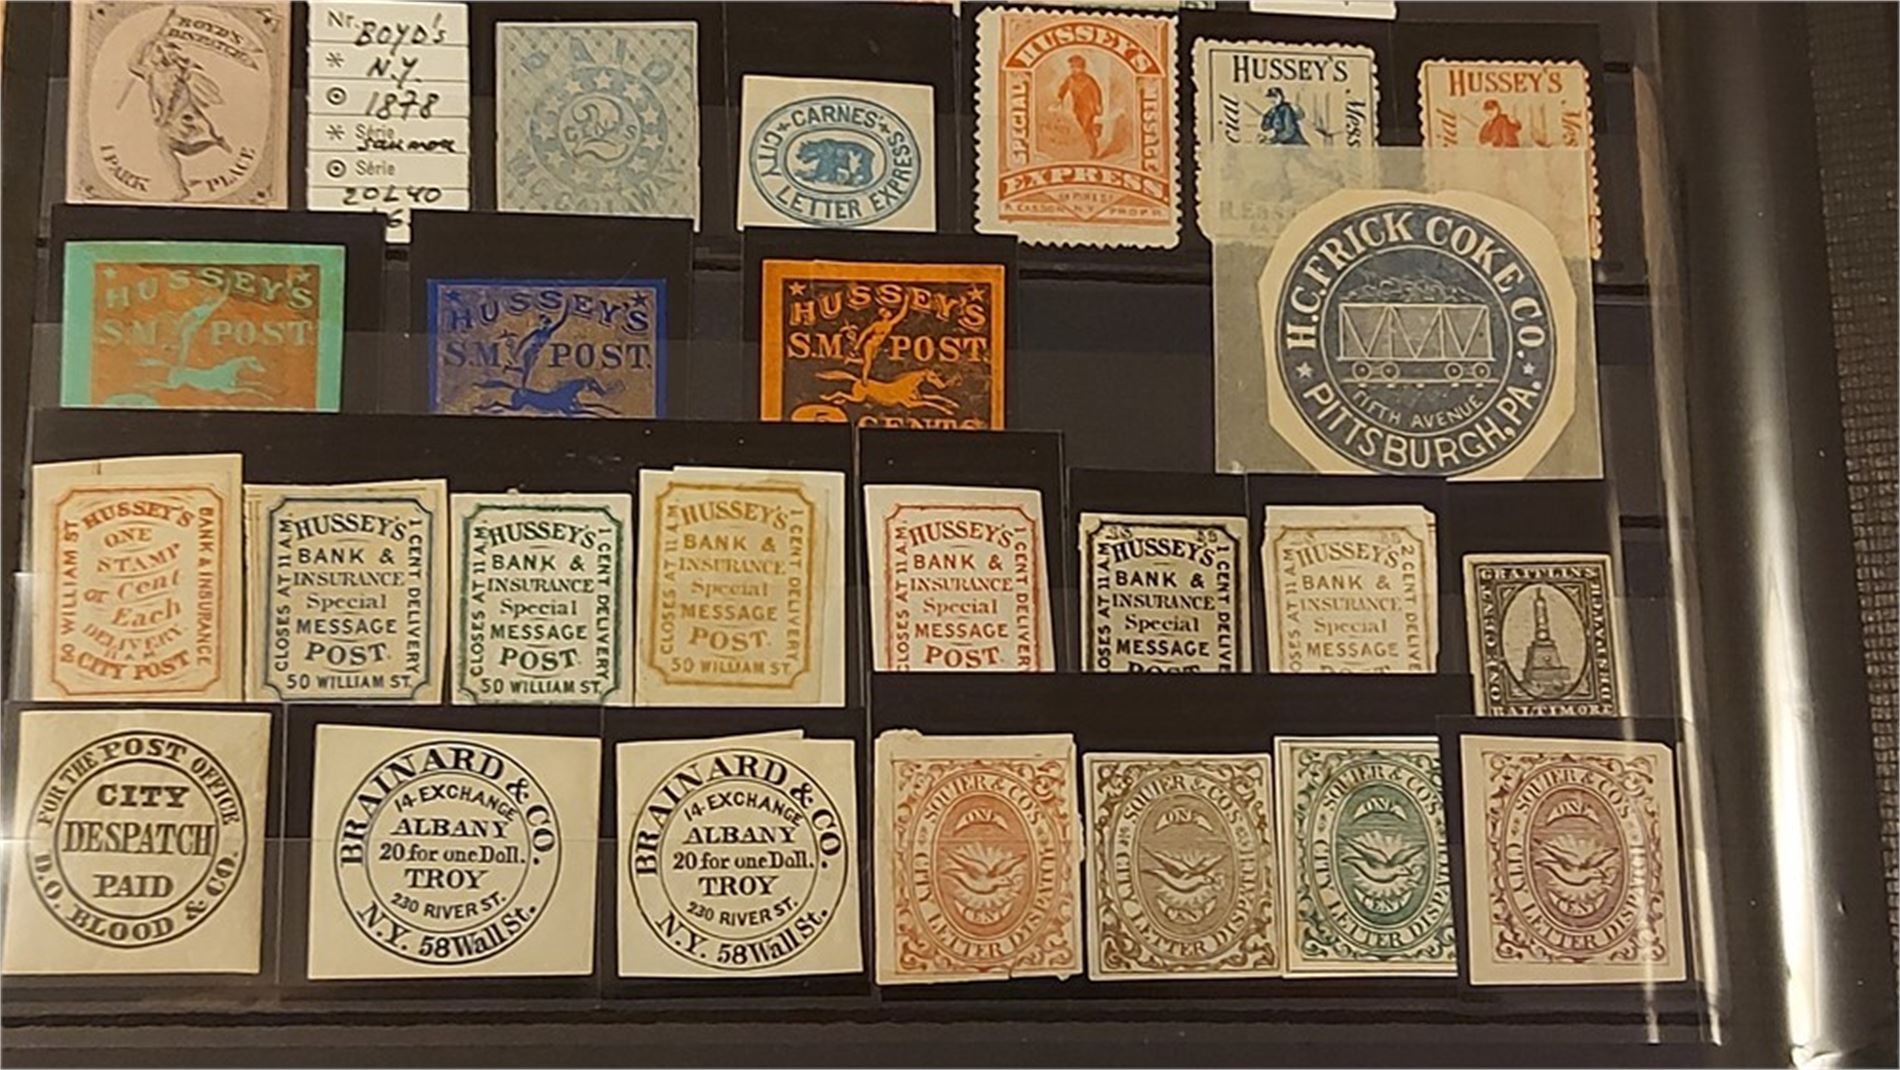 BOYD'S
DISPATCH
1 PARK PLACE
Nr. BOYD's
N.Y.
1878
Série
Série
20L40
PAID
2
CARNES'
CITY LETTER EXPRESS
HUSSEY'S
SPECIAL MESSAGE
EXPRESS
R. EASSON, N.Y. PROP'R.
HUSSEY'S
HUSSEY'S
H.C. FRICK COKE CO.
FIFTH AVENUE
PITTSBURGH, PA.
HUSSEY'S
S.M. POST
HUSSEY'S
S.M. POST.
HUSSEY'S
S.M. POST
CENTS
HUSSEY'S
50 WILLIAM ST
BANK & INSURANCE
ONE
STAMP
or Cent
Each
DELIVERY.
CITY POST
HUSSEY'S
CLOSES AT 11 A.M
1 CENT DELIVERY
BANK &
INSURANCE
Special
MESSAGE
POST.
50 WILLIAM ST.
HUSSEY'S
CLOSES AT 11 A.M
1 CENT DELIVERY
BANK &
INSURANCE
Special
MESSAGE
POST.
50 WILLIAM ST.
HUSSEY'S
CLOSES AT 11 A.M
1 CENT DELIVERY
BANK &
INSURANCE
Special
MESSAGE
POST.
50 WILLIAM ST.
HUSSEY'S
CLOSES AT 11 A.M.
1 CENT DELIVER
BANK &
INSURANCE
Special
MESSAGE
POST.
HUSSEY'S
CLOSES AT 11 A.M.
1 CENT DELIVE
BANK &
INSURANCE
Special
MESSAGE
POST
HUSSEY'S
CLOSES AT 11 A.M
2 CENT DELIVE
BANK &
INSURANCE
Special
MESSAGE
ONE CENT
BALTIMORE
FOR THE POST OFFICE
CITY
DESPATCH
PAID
D.O. BLOOD & CO.
BRAINARD & CO.
14 EXCHANGE
ALBANY
20 for one Doll.
TROY
230 RIVER ST.
N.Y. 58 Wall St.
BRAINARD & CO.
14 EXCHANGE
ALBANY
20 for one Doll.
TROY
230 RIVER ST.
N.Y. 58 Wall St.
SQUIER & CO'S
ONE
CENT
CITY LETTER DISPATCH
SQUIER & CO'S
ONE
CENT
CITY LETTER DISPATCH
SQUIER & CO'S
ONE
CENT
CITY LETTER DISPA
SQUIER & CO'S
ONE
CENT
CITY LETTER DISPATCH